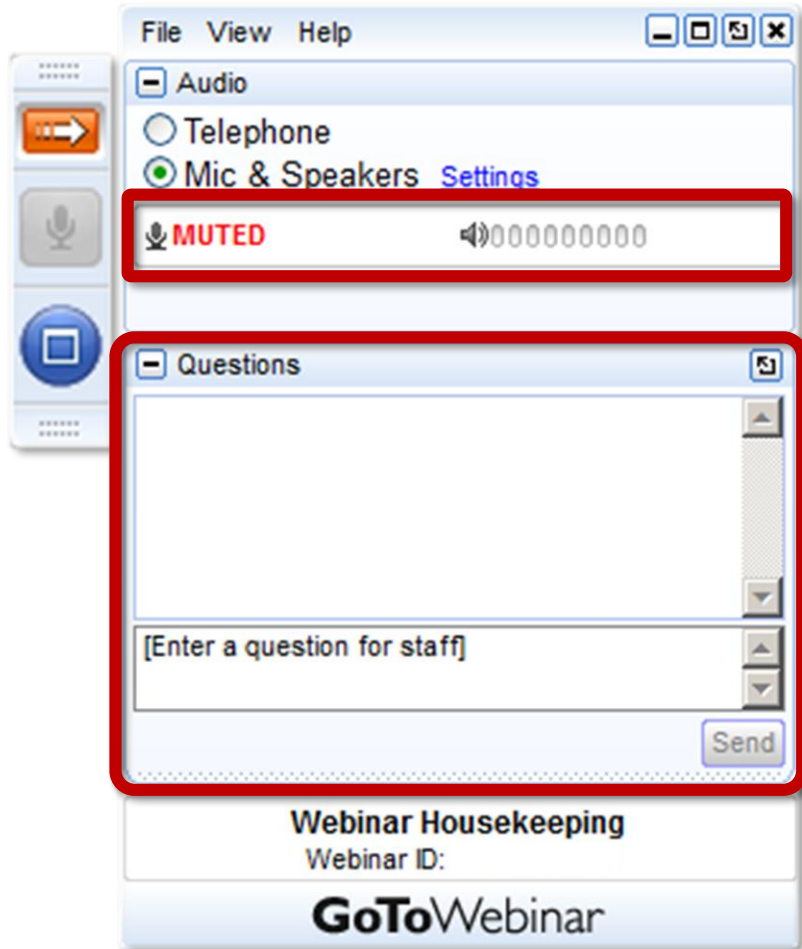 File View Help
Audio
Telephone
Mic & Speakers Settings
MUTED
Questions
[Enter a question for staff]
Send
Webinar Housekeeping
Webinar ID:
GoToWebinar